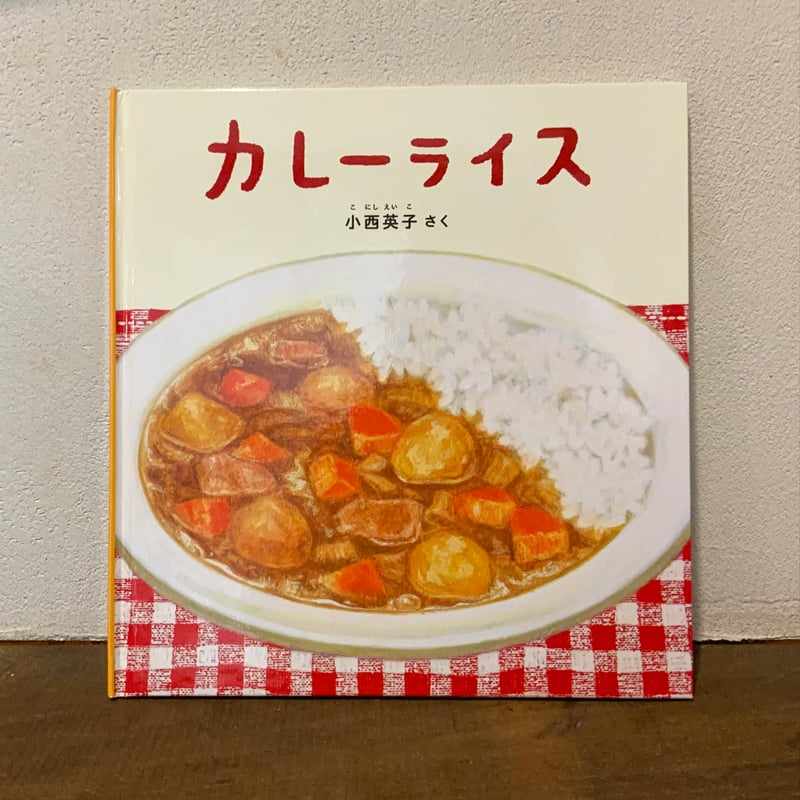 カレーライス
こ にし えい こ
小西英子 さく